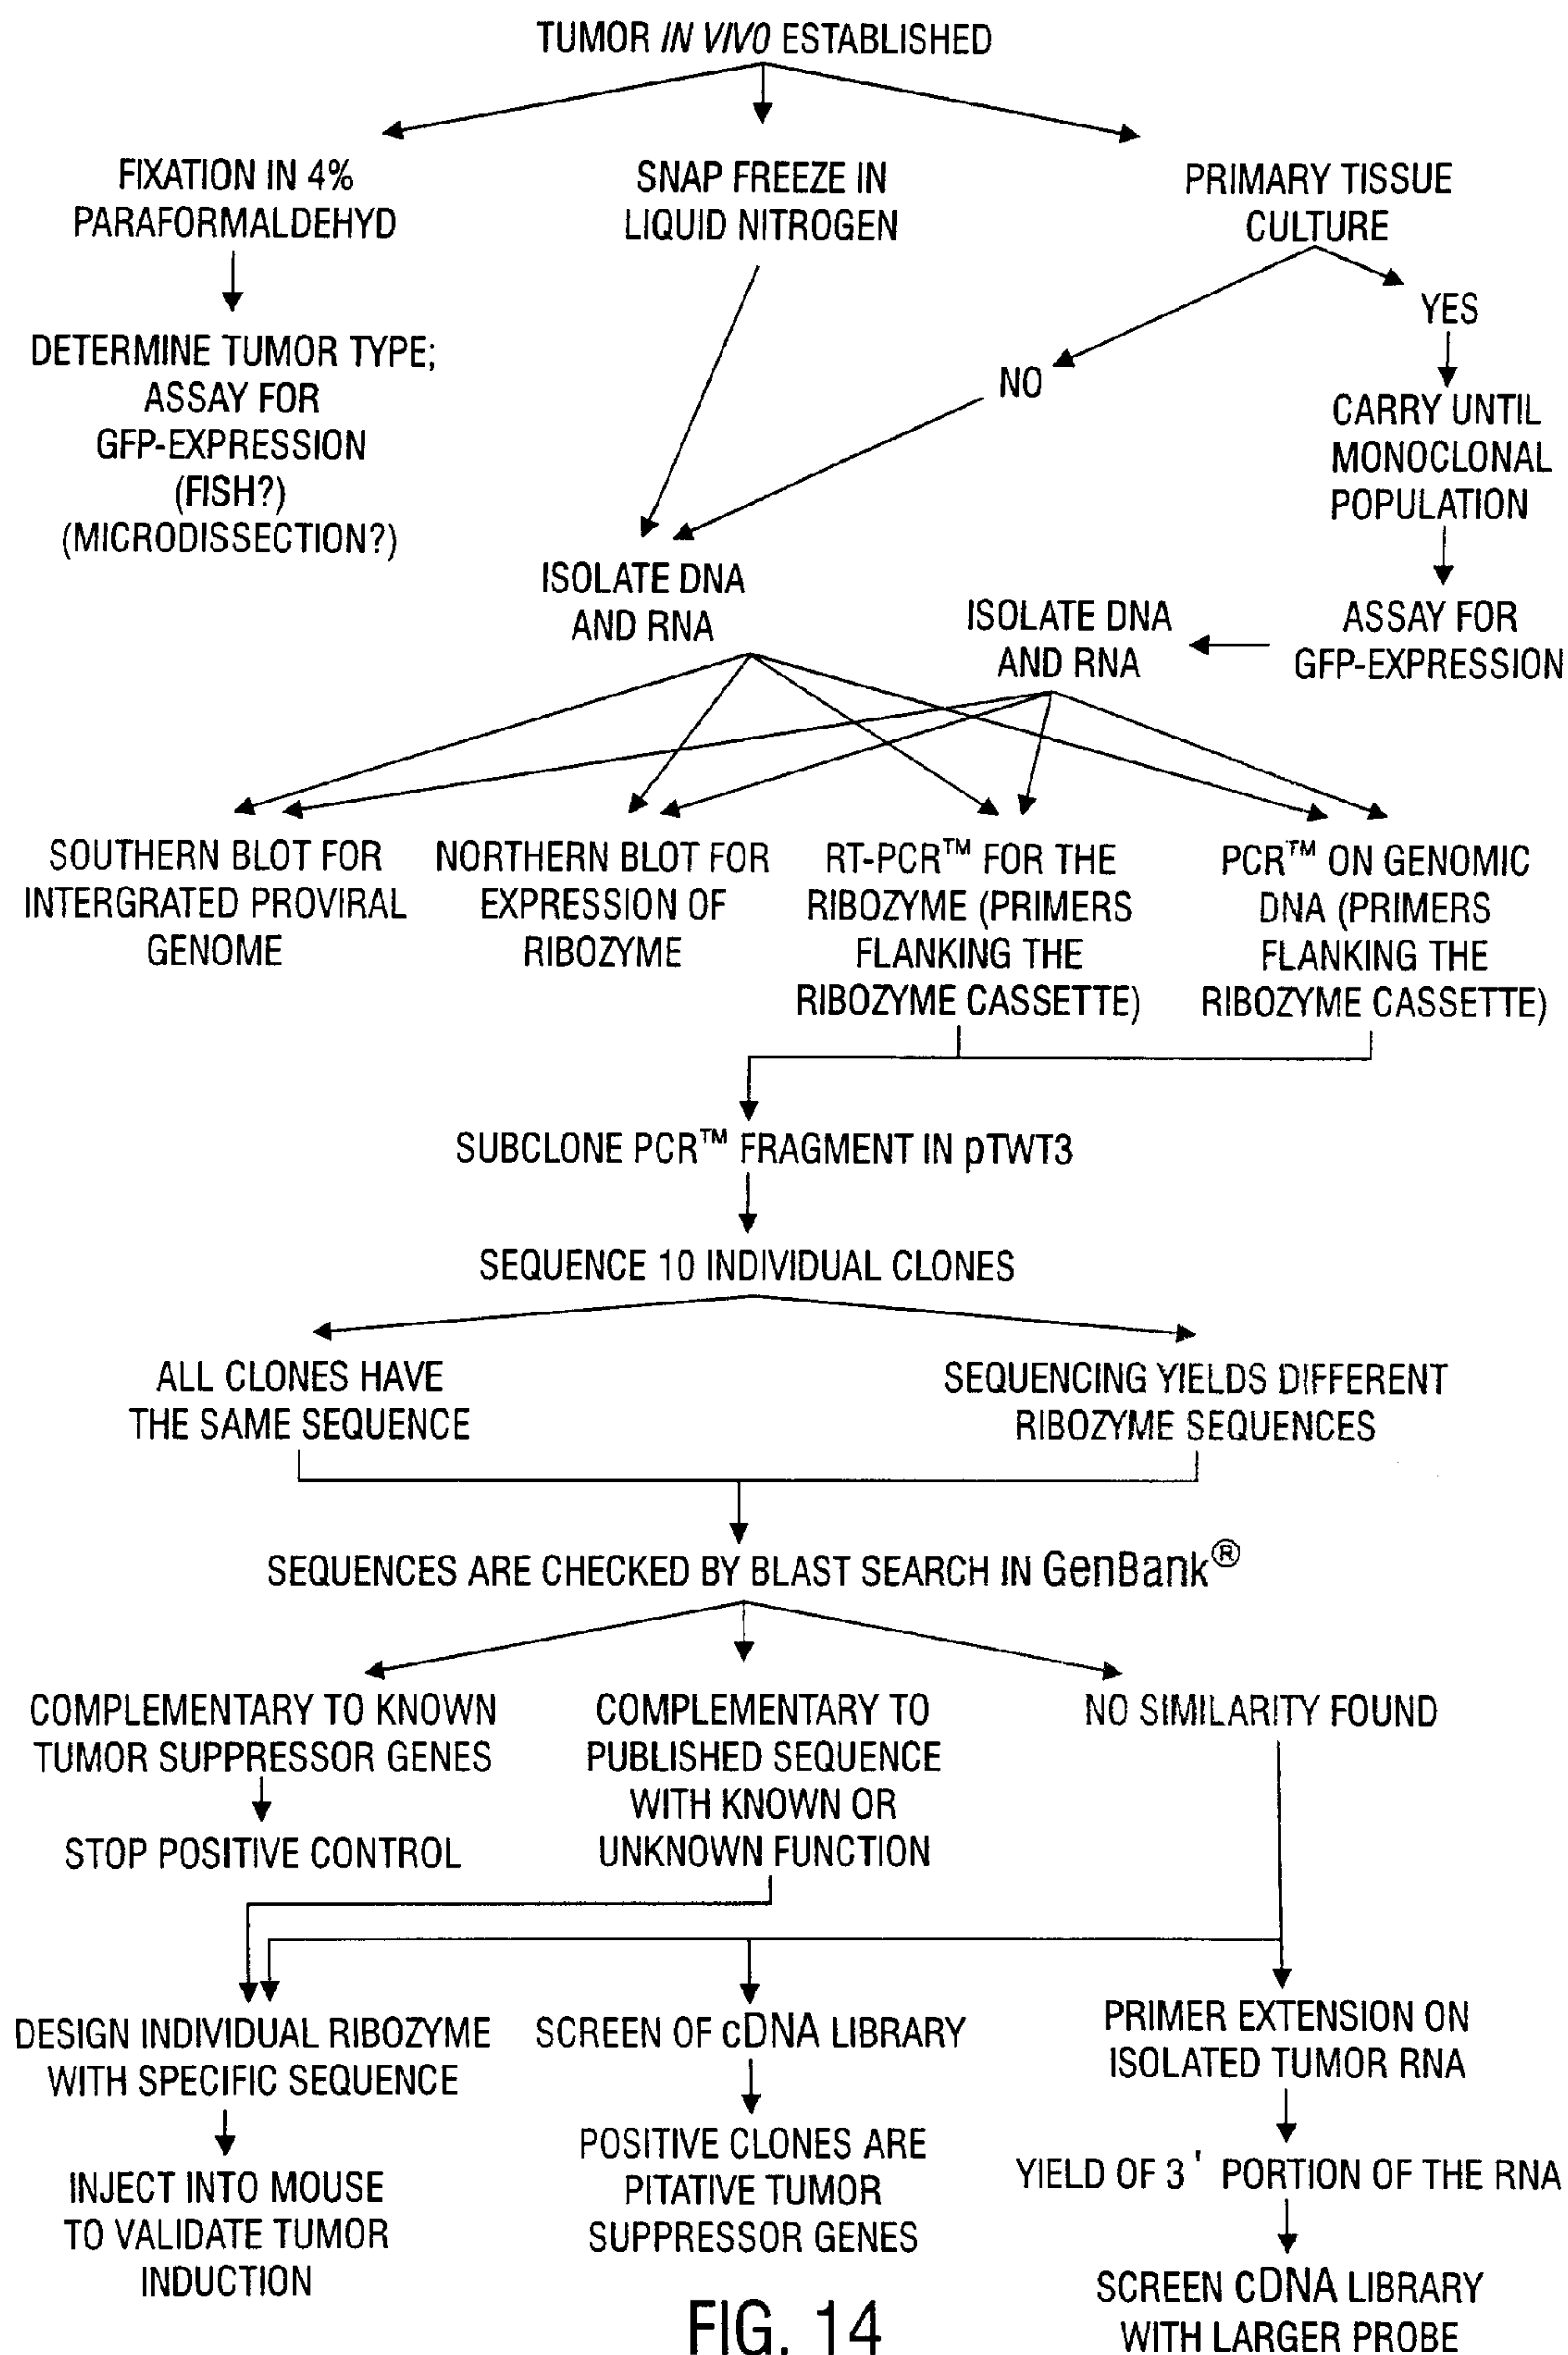 TUMOR IN VIVO ESTABLISHED
FIXATION IN 4%
PARAFORMALDEHYD
SNAP FREEZE IN
LIQUID NITROGEN
PRIMARY TISSUE
CULTURE
YES
NO
DETERMINE TUMOR TYPE;
ASSAY FOR
GFP-EXPRESSION
(FISH?)
(MICRODISSECTION?)
CARRY UNTIL
MONOCLONAL
POPULATION
ISOLATE DNA
AND RNA
ISOLATE DNA
AND RNA
ASSAY FOR
GFP-EXPRESSION
SOUTHERN BLOT FOR
INTERGRATED PROVIRAL
GENOME
NORTHERN BLOT FOR
EXPRESSION OF
RIBOZYME
RT-PCR™ FOR THE
RIBOZYME (PRIMERS
FLANKING THE
RIBOZYME CASSETTE)
PCR™ ON GENOMIC
DNA (PRIMERS
FLANKING THE
RIBOZYME CASSETTE)
SUBCLONE PCR™ FRAGMENT IN pTWT3
SEQUENCE 10 INDIVIDUAL CLONES
ALL CLONES HAVE
THE SAME SEQUENCE
SEQUENCING YIELDS DIFFERENT
RIBOZYME SEQUENCES
SEQUENCES ARE CHECKED BY BLAST SEARCH IN GenBank®
COMPLEMENTARY TO KNOWN
TUMOR SUPPRESSOR GENES
STOP POSITIVE CONTROL
COMPLEMENTARY TO
PUBLISHED SEQUENCE
WITH KNOWN OR
UNKNOWN FUNCTION
NO SIMILARITY FOUND
DESIGN INDIVIDUAL RIBOZYME
WITH SPECIFIC SEQUENCE
INJECT INTO MOUSE
TO VALIDATE TUMOR
INDUCTION
SCREEN OF cDNA LIBRARY
POSITIVE CLONES ARE
PITATIVE TUMOR
SUPPRESSOR GENES
PRIMER EXTENSION ON
ISOLATED TUMOR RNA
YIELD OF 3' PORTION OF THE RNA
SCREEN cDNA LIBRARY
WITH LARGER PROBE
FIG. 14